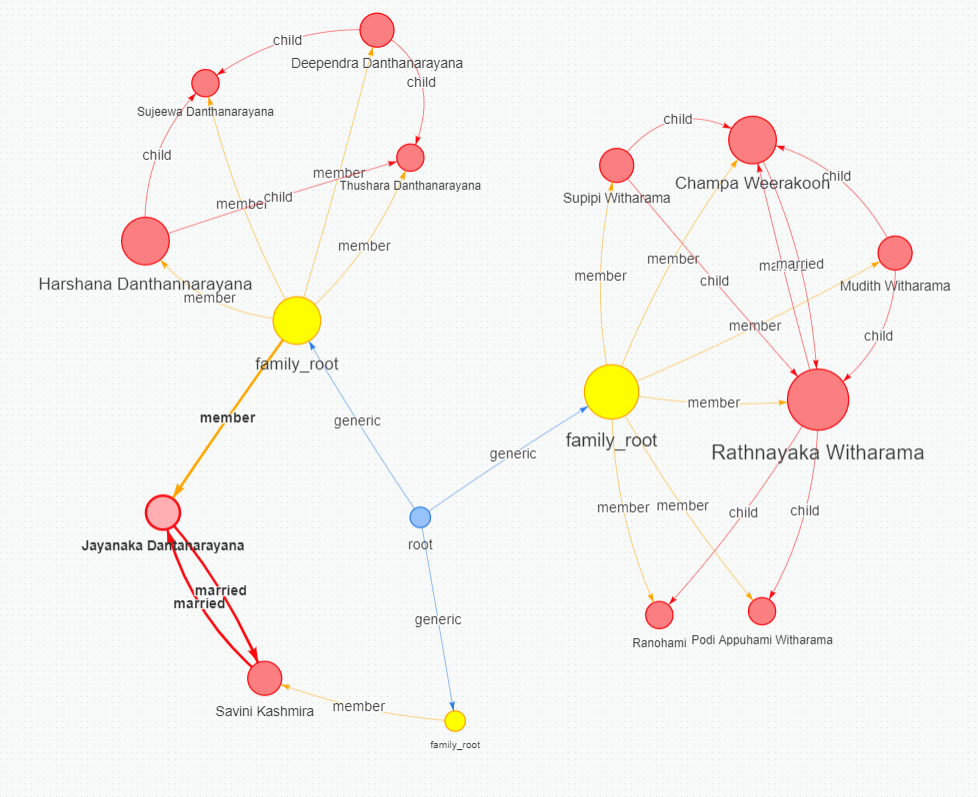 child
Deependra Danthanarayana
child
Sujeewa Danthanarayana
child
member
Thushara Danthanarayana
child
member
member
Harshana Danthannarayana
member
family_root
member
generic
Jayanaka Dantanarayana
married
married
Savini Kashmira
member
family_root
generic
root
generic
child
Champa Weerakoon
child
Supipi Witharama
member
member
child
married
Mudith Witharama
member
child
member
family_root
Rathnayaka Witharama
member
member
child
child
Ranohami
Podi Appuhami Witharama